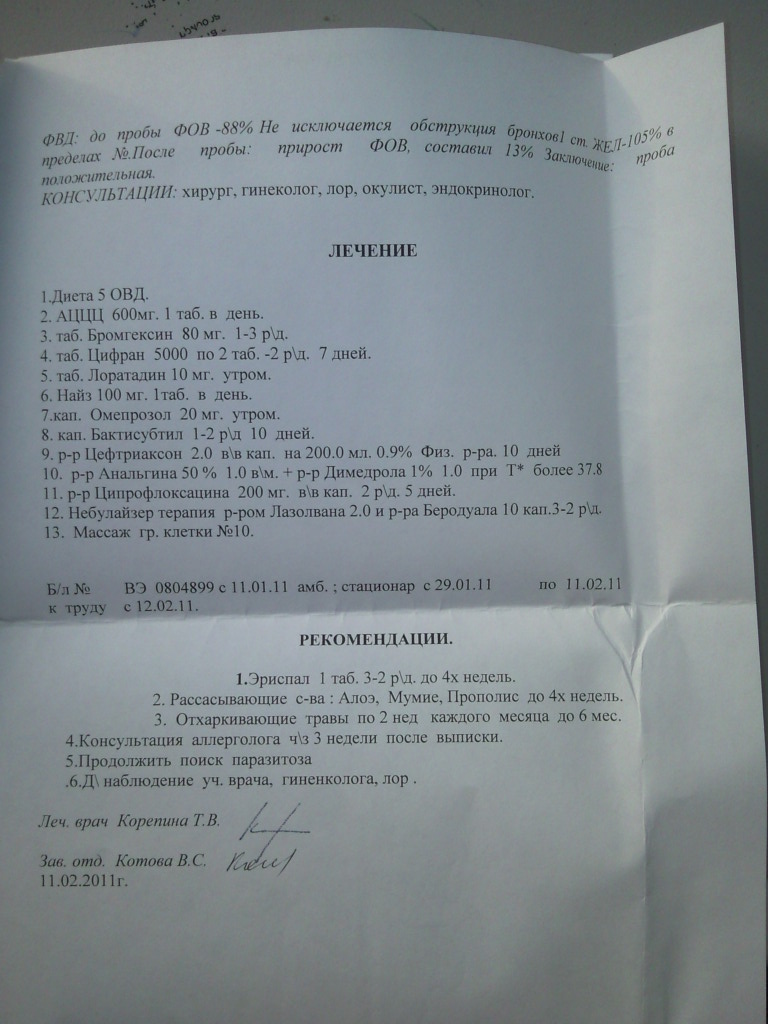 ФВД: до пробы ФОВ -88% Не исключается обструкция бронхов1 ст. ЖЕЛ-105% в
пределах №.После пробы: прирост ФОВ, составил 13% Заключение: проба
положительная.
КОНСУЛЬТАЦИИ: хирург, гинеколог, лор, окулист, эндокринолог.
ЛЕЧЕНИЕ
1.Диета 5 ОВД.
2. АЦЦЦ 600мг. 1 таб. в день.
3. таб. Бромгексин 80 мг. 1-3 р\д.
4. таб. Цифран 5000 по 2 таб. -2 р\д. 7 дней.
5. таб. Лоратадин 10 мг. утром.
6. Найз 100 мг. 1таб. в день.
7.кап. Омепрозол 20 мг. утром.
8. кап. Бактисубтил 1-2 р\д 10 дней.
9. р-р Цефтриаксон 2.0 в\в кап. на 200.0 мл. 0.9% Физ. р-ра. 10 дней
10. р-р Анальгина 50 % 1.0 в\м. + р-р Димедрола 1% 1.0 при Т* более 37.8
11. р-р Ципрофлоксацина 200 мг. в\в кап. 2 р\д. 5 дней.
12. Небулайзер терапия р-ром Лазолвана 2.0 и р-ра Беродуала 10 кап.3-2 р\д.
13. Массаж гр. клетки №10.
Б/л № ВЭ 0804899 с 11.01.11 амб. ; стационар с 29.01.11 по 11.02.11
к труду с 12.02.11.
РЕКОМЕНДАЦИИ.
1.Эриспал 1 таб. 3-2 р\д. до 4х недель.
2. Рассасывающие с-ва : Алоэ, Мумие, Прополис до 4х недель.
3. Отхаркивающие травы по 2 нед каждого месяца до 6 мес.
4.Консультация аллерголога ч\з 3 недели после выписки.
5.Продолжить поиск паразитоза
.6.Д\ наблюдение уч. врача, гиненколога, лор .
Леч. врач Корепина Т.В.
Зав. отд. Котова В.С.
11.02.2011г.